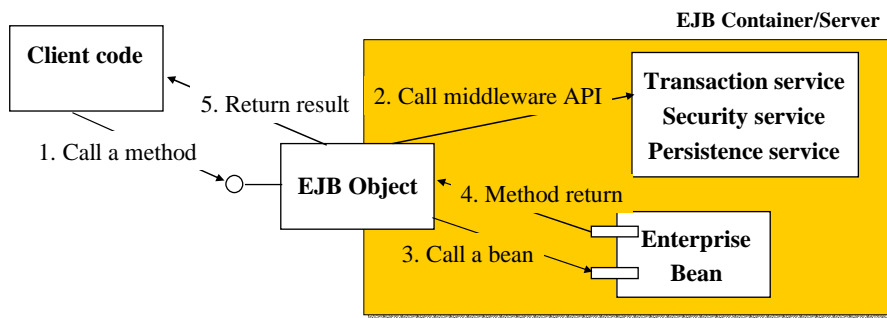 EJB Container/Server
Client code
Transaction service
Security service
Persistence service
5. Return result
2. Call middleware API
1. Call a method
EJB Object
4. Method return
3. Call a bean
Enterprise
Bean